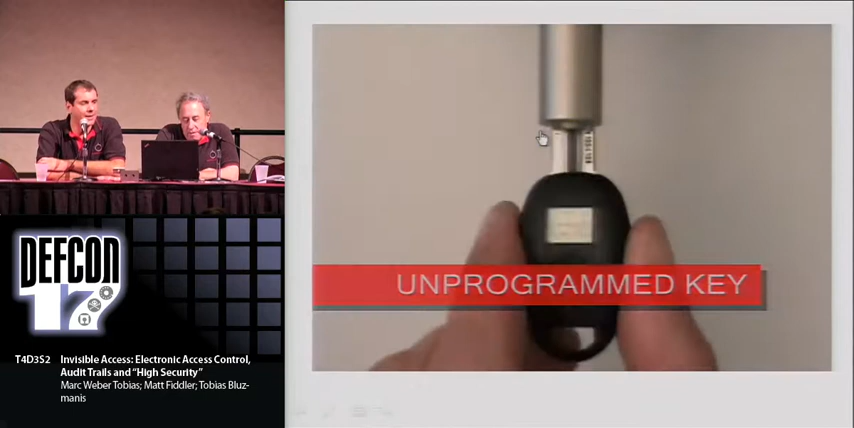 UNPROGRAMMED KEY
DEFCON
17
T4D3S2 Invisible Access: Electronic Access Control,
Audit Trails and “High Security”
Marc Weber Tobias; Matt Fiddler; Tobias Bluz-
manis